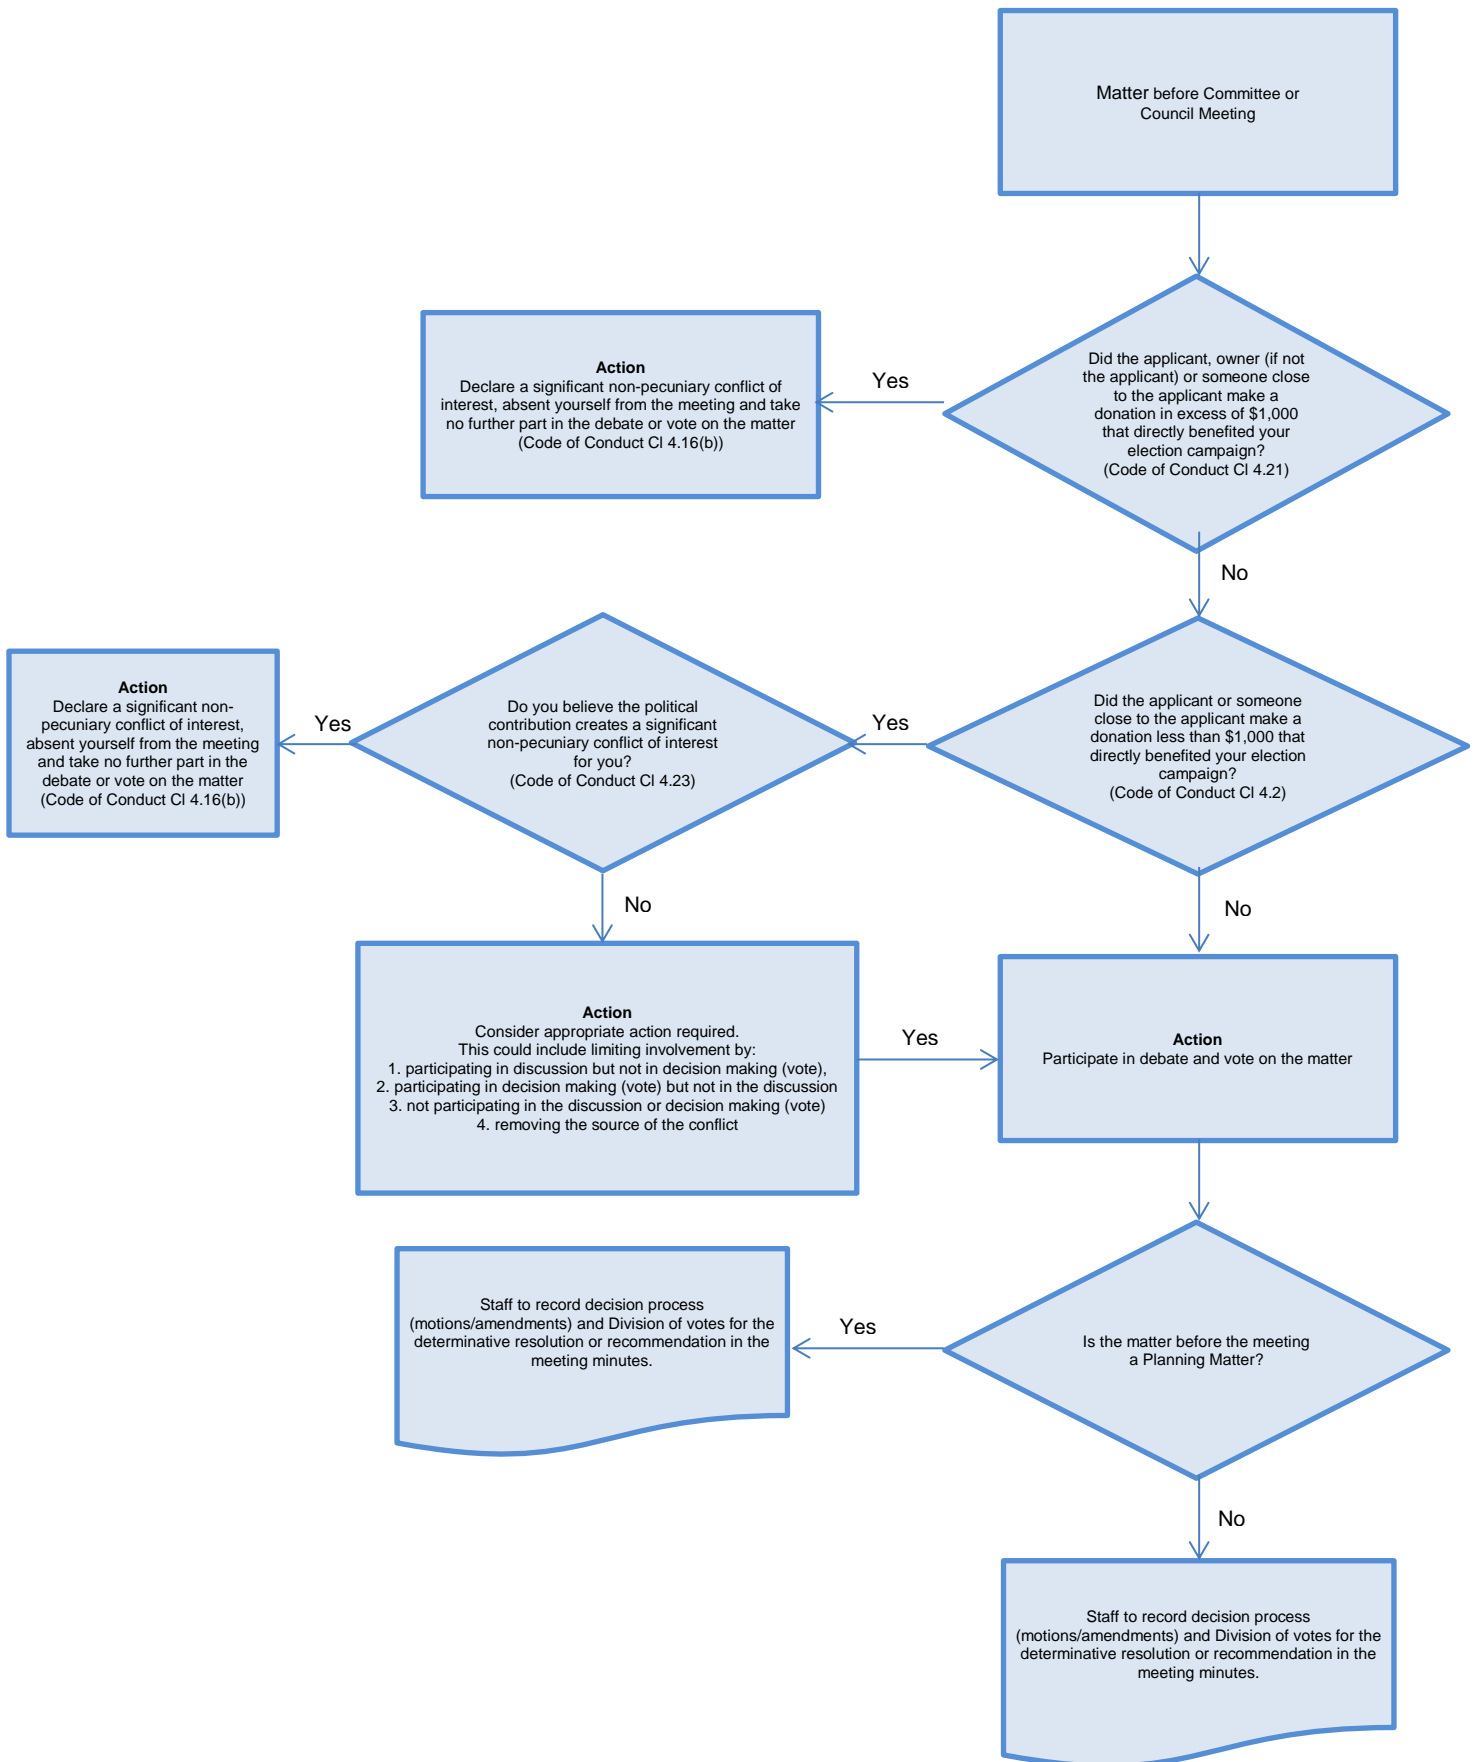 Matter before Committee or
Council Meeting
Did the applicant, owner (if not
the applicant) or someone close
to the applicant make a
donation in excess of $1,000
that directly benefited your
election campaign?
(Code of Conduct Cl 4.21)
Yes
Action
Declare a significant non-pecuniary conflict of
interest, absent yourself from the meeting and take
no further part in the debate or vote on the matter
(Code of Conduct Cl 4.16(b))
No
Did the applicant or someone
close to the applicant make a
donation less than $1,000 that
directly benefited your election
campaign?
(Code of Conduct Cl 4.2)
Yes
Do you believe the political
contribution creates a significant
non-pecuniary conflict of interest
for you?
(Code of Conduct Cl 4.23)
Yes
Action
Declare a significant non-
pecuniary conflict of interest,
absent yourself from the meeting
and take no further part in the
debate or vote on the matter
(Code of Conduct Cl 4.16(b))
No
No
Action
Consider appropriate action required.
This could include limiting involvement by:
1. participating in discussion but not in decision making (vote),
2. participating in decision making (vote) but not in the discussion
3. not participating in the discussion or decision making (vote)
4. removing the source of the conflict
Yes
Action
Participate in debate and vote on the matter
Is the matter before the meeting
a Planning Matter?
Yes
Staff to record decision process
(motions/amendments) and Division of votes for the
determinative resolution or recommendation in the
meeting minutes.
No
Staff to record decision process
(motions/amendments) and Division of votes for the
determinative resolution or recommendation in the
meeting minutes.